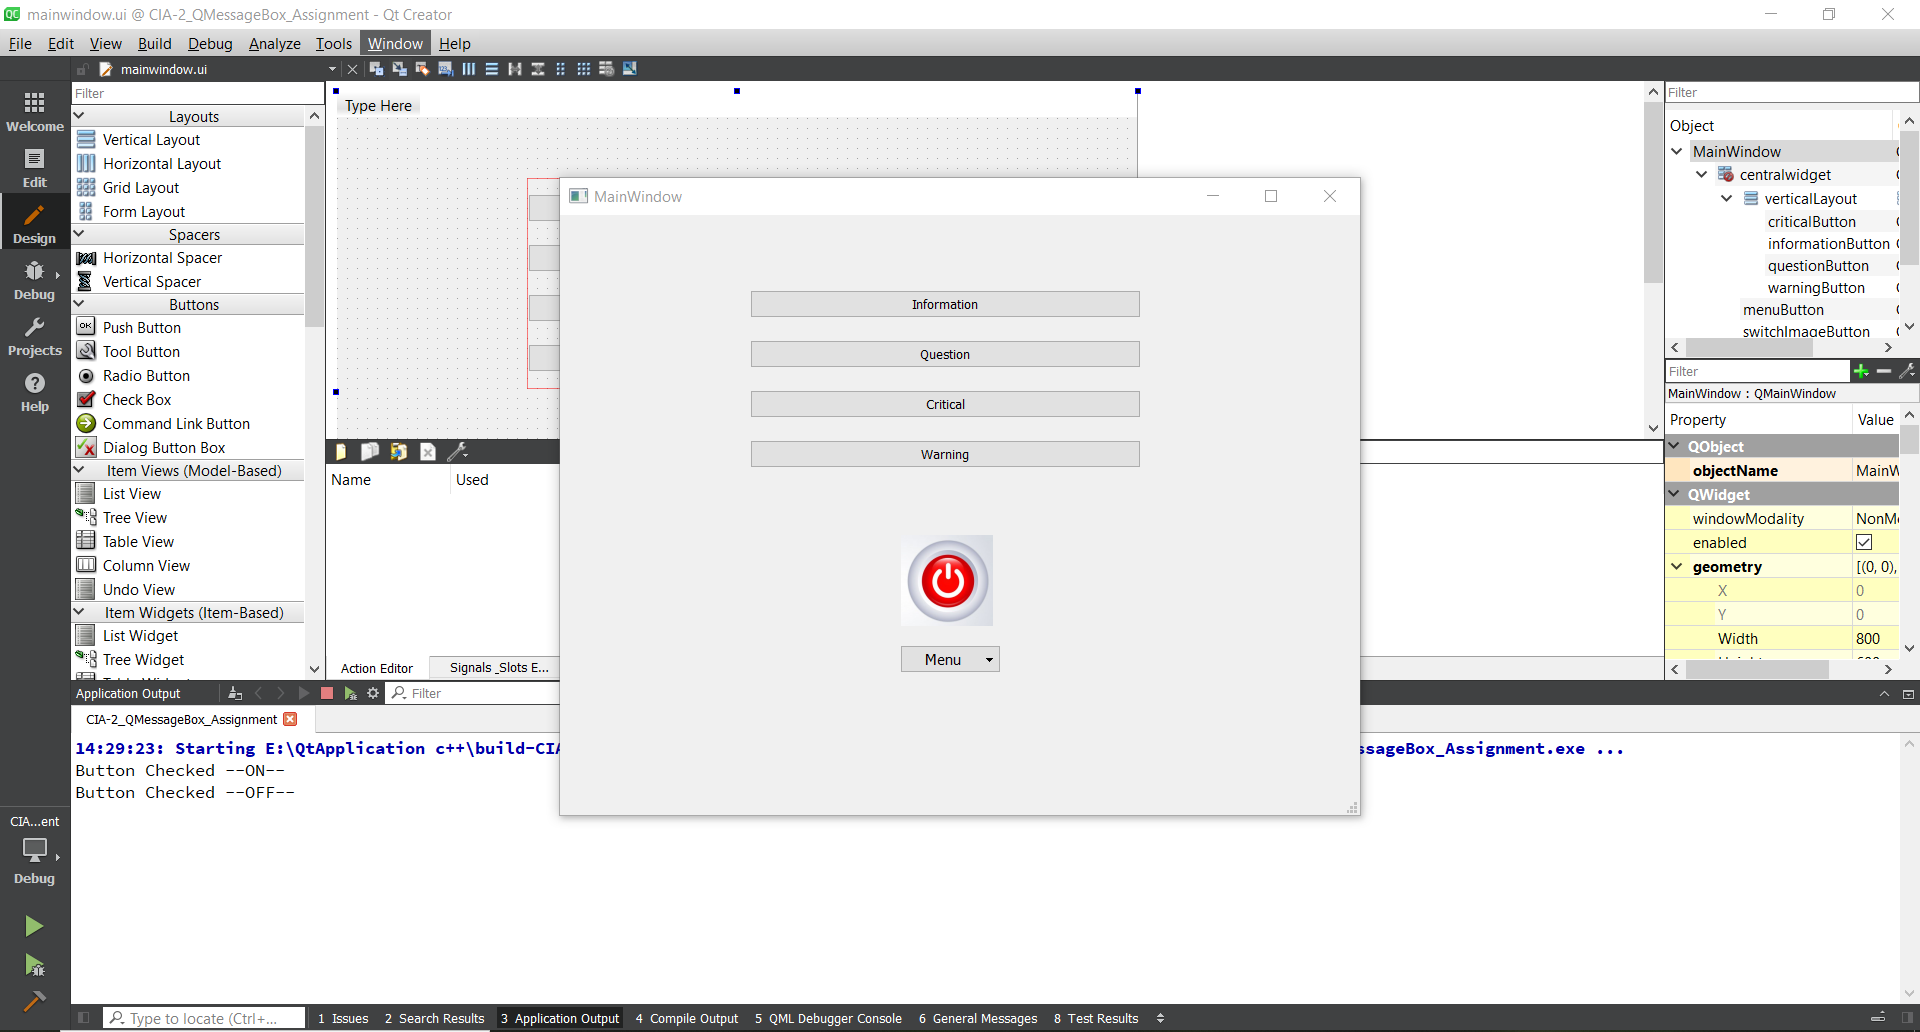 mainwindow.ui @ CIA-2_QMessageBox_Assignment - Qt Creator
File Edit View Build Debug Analyze Tools Window Help
mainwindow.ui
Welcome
Edit
Design
Debug
Projects
Help
CIA...ent
Debug
Filter
Layouts
Vertical Layout
Horizontal Layout
Grid Layout
Form Layout
Spacers
Horizontal Spacer
Vertical Spacer
Buttons
OK Push Button
Tool Button
Radio Button
Check Box
Command Link Button
Dialog Button Box
Item Views (Model-Based)
List View
Tree View
Table View
Column View
Undo View
Item Widgets (Item-Based)
List Widget
Tree Widget
Type Here
MainWindow
Information
Question
Critical
Warning
Menu
Name Used
Action Editor Signals _Slots E...
Filter
Object
MainWindow
centralwidget
verticalLayout
criticalButton
informationButton
questionButton
warningButton
menuButton
switchImageButton
Filter
MainWindow : QMainWindow
Property Value
QObject
objectName MainW
QWidget
windowModality NonMo
enabled
geometry [(0, 0),
X 0
Y 0
Width 800
Application Output Filter
CIA-2_QMessageBox_Assignment
14:29:23: Starting E:\QtApplication c++\build-CIA ssageBox_Assignment.exe ...
Button Checked --ON--
Button Checked --OFF--
Type to locate (Ctrl+... 1 Issues 2 Search Results 3 Application Output 4 Compile Output 5 QML Debugger Console 6 General Messages 8 Test Results